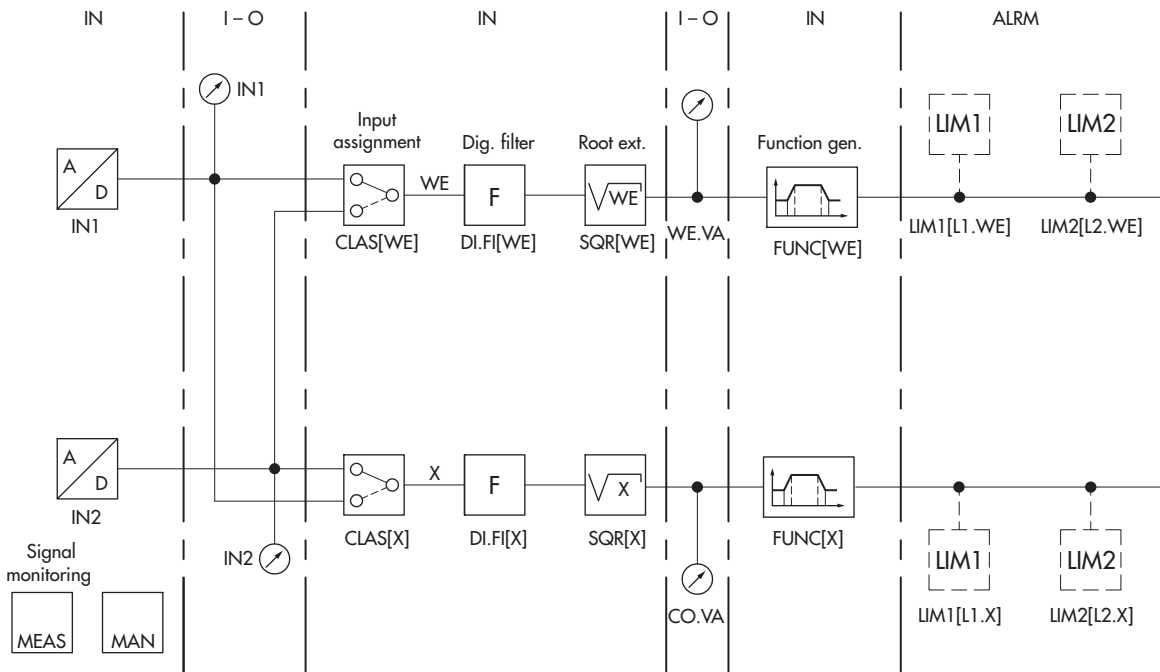 IN
I – O
IN
I – O
IN
ALRM
IN1
LIM1
LIM2
Input
assignment
Dig. filter
Root ext.
Function gen.
A
D
IN1
WE
F
√WE
CLAS[WE]
DI.FI[WE]
SQR[WE]
WE.VA
FUNC[WE]
LIM1[L1.WE]
LIM2[L2.WE]
A
D
IN2
X
F
√X
CLAS[X]
DI.FI[X]
SQR[X]
FUNC[X]
IN2
LIM1
LIM2
Signal
monitoring
MEAS
MAN
CO.VA
LIM1[L1.X]
LIM2[L2.X]